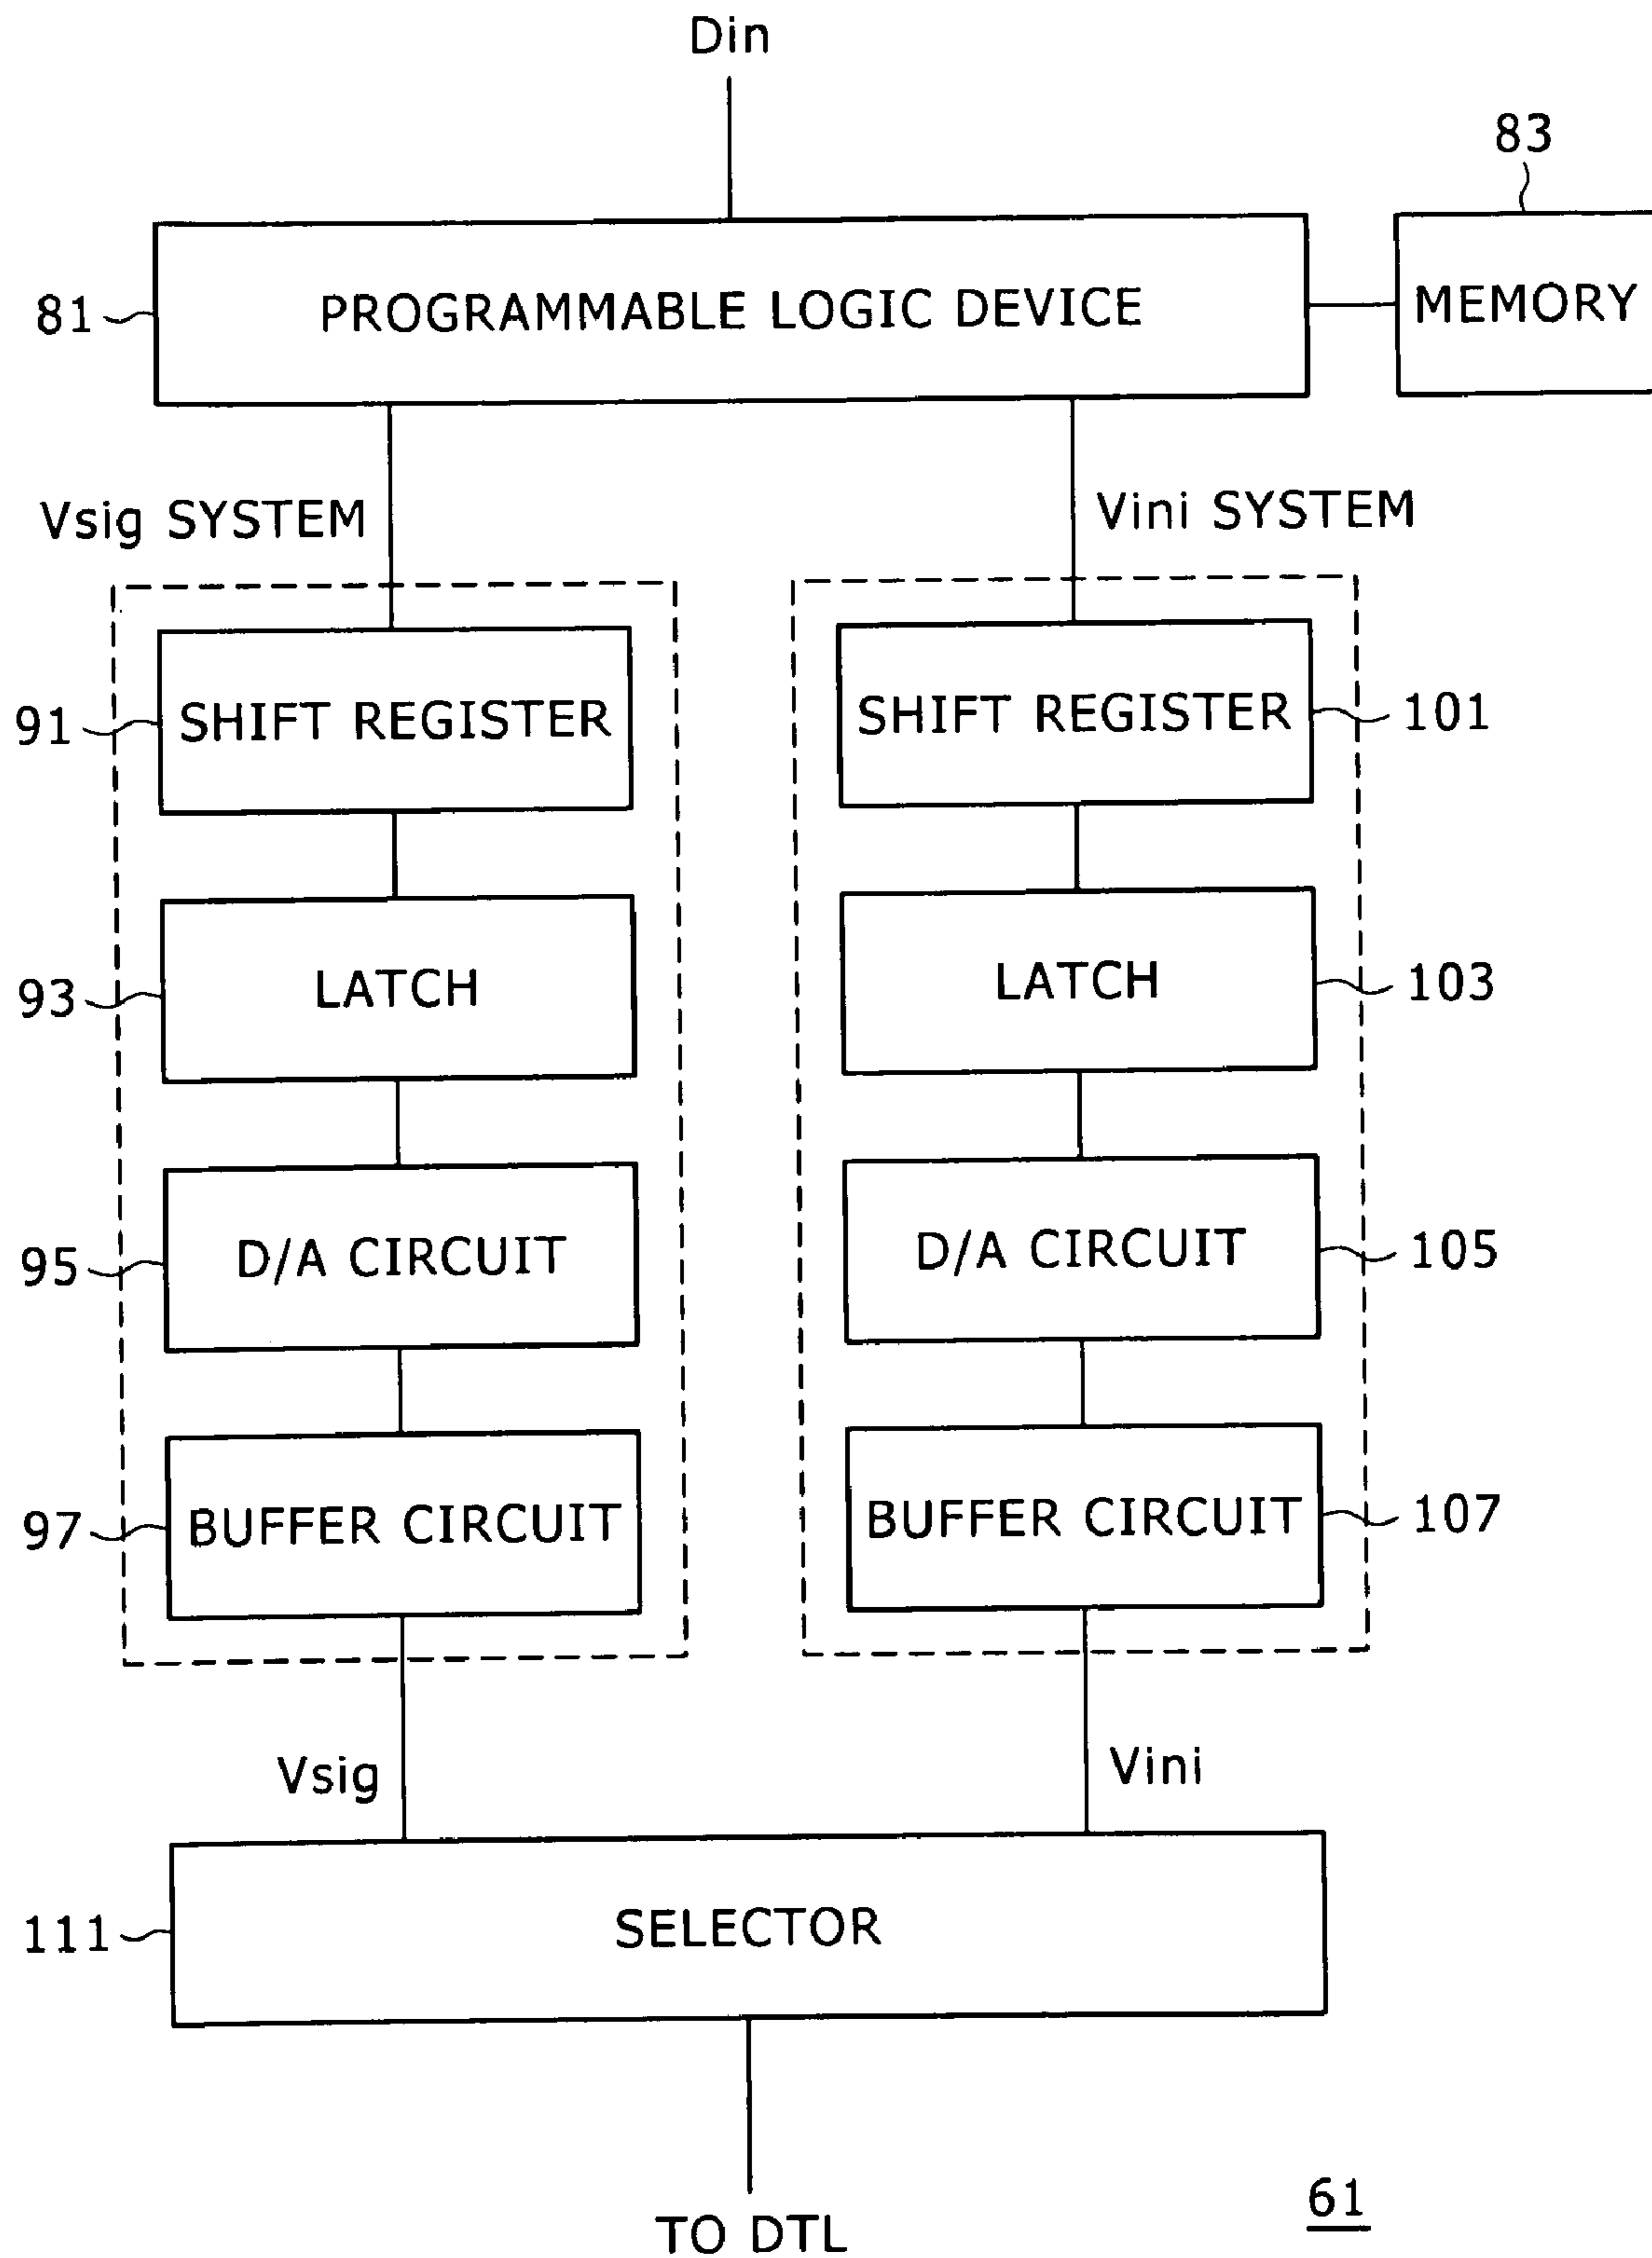 Din
83
81
PROGRAMMABLE LOGIC DEVICE
MEMORY
Vsig SYSTEM
Vini SYSTEM
91
SHIFT REGISTER
SHIFT REGISTER
101
93
LATCH
LATCH
103
95
D/A CIRCUIT
D/A CIRCUIT
105
97
BUFFER CIRCUIT
BUFFER CIRCUIT
107
Vsig
Vini
111
SELECTOR
TO DTL
61